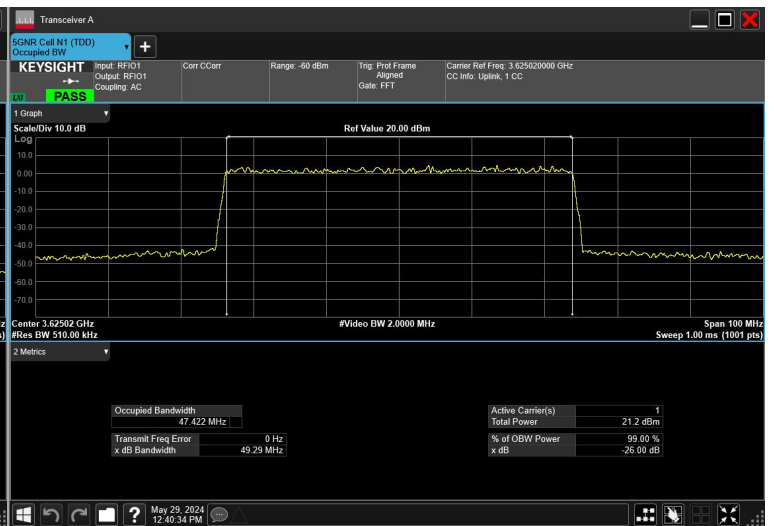 Transceiver A
5GNR Cell N1 (TDD)
Occupied BW
KEYSIGHT
Input: RFIO1
Output: RFIO1
Coupling: AC
Corr CCorr
Range: -60 dBm
Trig: Prot Frame
Aligned
Gate: FFT
Carrier Ref Freq: 3.625020000 GHz
CC Info: Uplink, 1 CC
LXI
PASS
1 Graph
Scale/Div 10.0 dB
Ref Value 20.00 dBm
Log
10.0
0.00
-10.0
-20.0
-30.0
-40.0
-50.0
-60.0
-70.0
z Center 3.62502 GHz
#Video BW 2.0000 MHz
Span 100 MHz
s) #Res BW 510.00 kHz
Sweep 1.00 ms (1001 pts)
2 Metrics
Occupied Bandwidth
47.422 MHz
Transmit Freq Error 0 Hz
x dB Bandwidth 49.29 MHz
Active Carrier(s) 1
Total Power 21.2 dBm
% of OBW Power 99.00 %
x dB -26.00 dB
?
May 29, 2024
12:40:34 PM